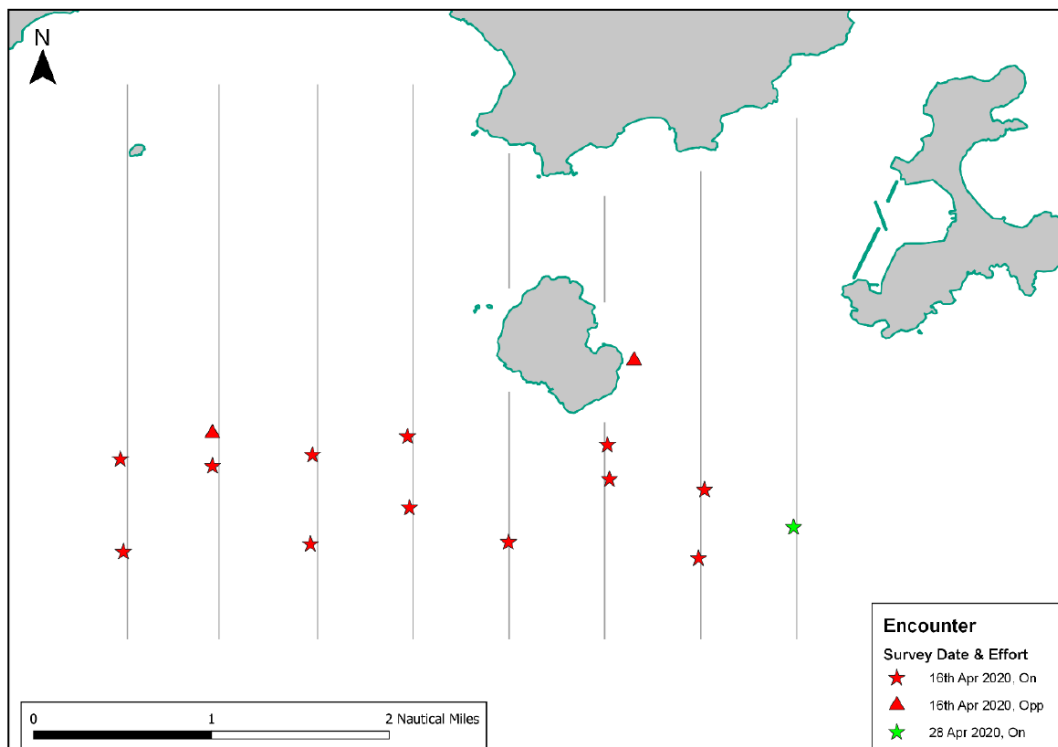 N
Encounter
Survey Date & Effort
16th Apr 2020, On
16th Apr 2020, Opp
28 Apr 2020, On
0 1 2 Nautical Miles